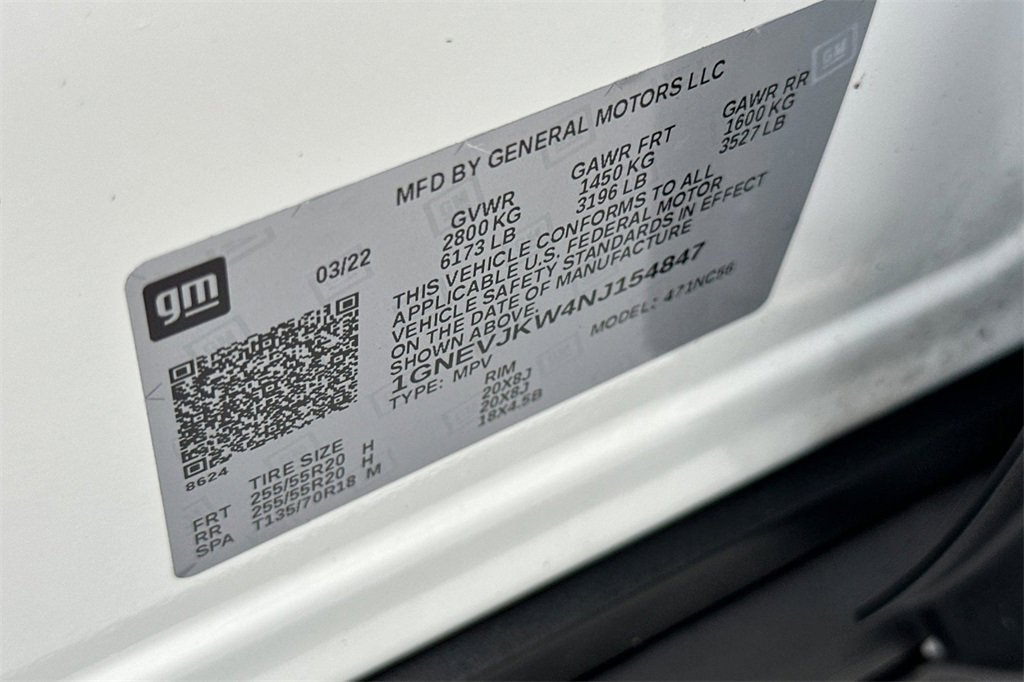 MFD BY GENERAL MOTORS LLC
gm
03/22
GVWR GAWR FRT GAWR RR
2800 KG 1450 KG 1600 KG
6173 LB 3196 LB 3527 LB
THIS VEHICLE CONFORMS TO ALL
APPLICABLE U.S. FEDERAL MOTOR
VEHICLE SAFETY STANDARDS IN EFFECT
ON THE DATE OF MANUFACTURE
SHOWN ABOVE.
1GNEVJKW4NJ154847
TYPE: MPV MODEL: 471NC56
8624
TIRE SIZE RIM
FRT 255/55R20 H 20X8J
RR 255/55R20 H 20X8J
SPA T135/70R18 M 18X4.5B
GM